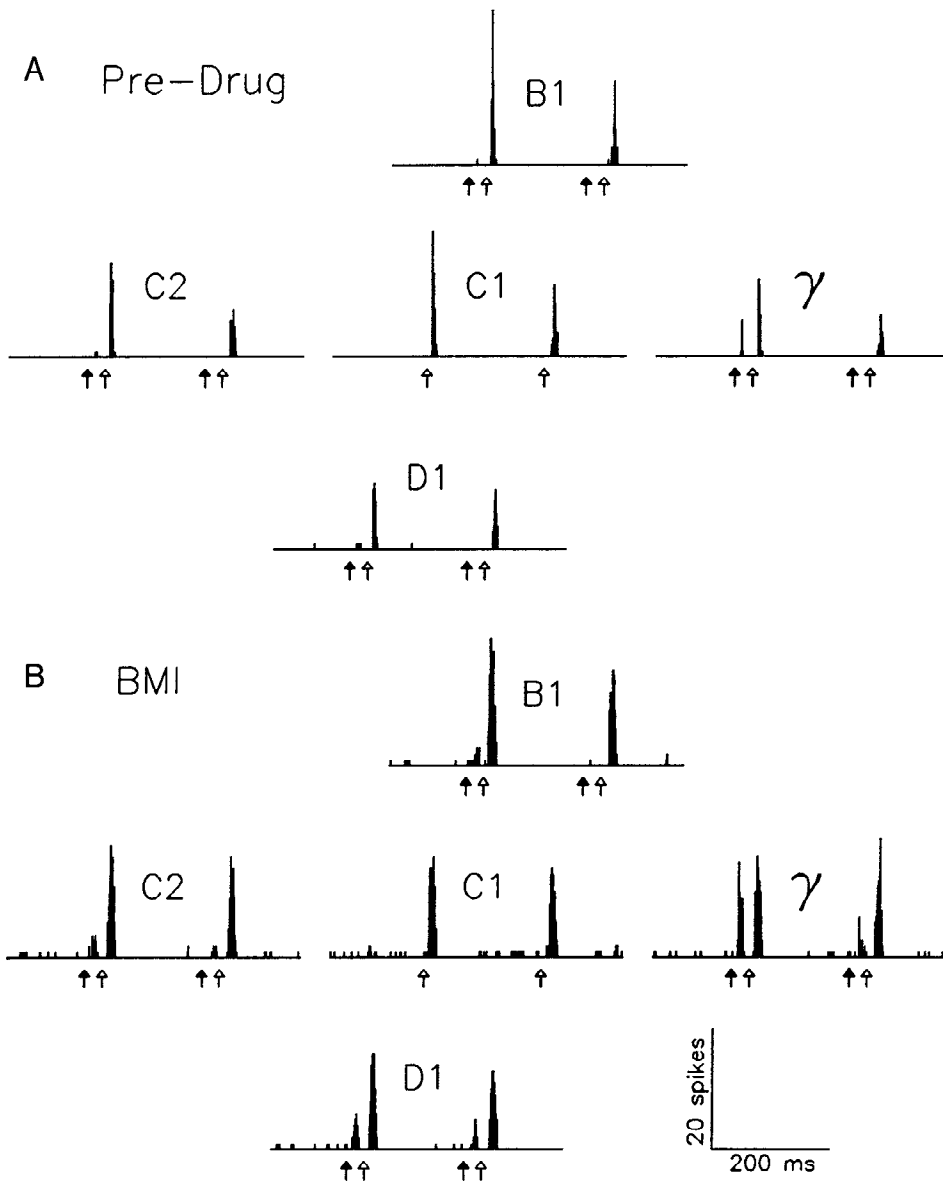 A Pre-Drug
B1
C2 C1 γ
D1
B BMI
B1
C2 C1 γ
D1
20 spikes
200 ms